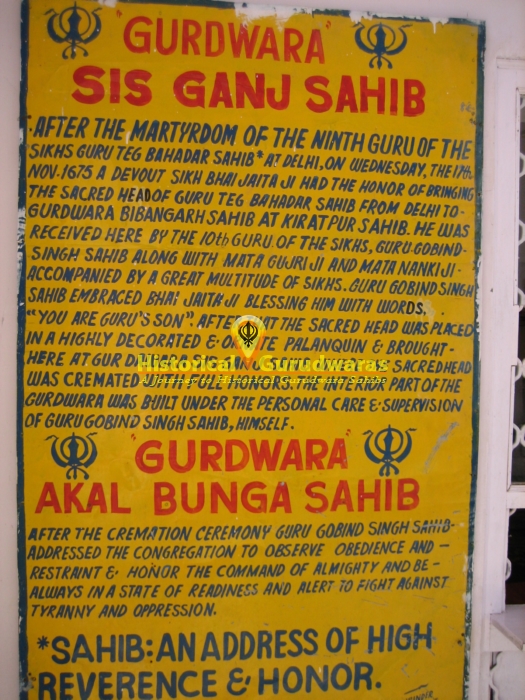 "GURDWARA"
SIS GANJ SAHIB
AFTER THE MARTYRDOM OF THE NINTH GURU OF THE
SIKHS GURU TEG BAHADAR SAHIB* AT DELHI, ON WEDNESDAY, THE 17th
NOV. 1675 A DEVOUT SIKH BHAI JAITA JI HAD THE HONOR OF BRINGING
THE SACRED HEAD OF GURU TEG BAHADAR SAHIB FROM DELHI TO-
GURDWARA BIBANGARH SAHIB AT KIRATPUR SAHIB. HE WAS
RECEIVED HERE BY THE 10th GURU OF THE SIKHS, GURU GOBIND-
SINGH SAHIB ALONG WITH MATA GUJRI JI AND MATA NANKI JI-
ACCOMPANIED BY A GREAT MULTITUDE OF SIKHS. GURU GOBIND SINGH
SAHIB EMBRACED BHAI JAITA JI BLESSING HIM WITH WORDS,
"YOU ARE GURU'S SON". AFTER THAT THE SACRED HEAD WAS PLACED
IN A HIGHLY DECORATED & ORNATE PALANQUIN & BROUGHT-
HERE AT SACRED HEAD
Historical Gurudwaras
A Journey to Historical Gurudwara Sahibs
WAS CREMATED THE INTERIOR PART OF THE
GURDWARA WAS BUILT UNDER THE PERSONAL CARE & SUPERVISION
OF GURU GOBIND SINGH SAHIB, HIMSELF.
"GURDWARA"
AKAL BUNGA SAHIB
AFTER THE CREMATION CEREMONY GURU GOBIND SINGH SAHIB-
ADDRESSED THE CONGREGATION TO OBSERVE OBEDIENCE AND -
RESTRAINT & HONOR THE COMMAND OF ALMIGHTY AND BE -
ALWAYS IN A STATE OF READINESS AND ALERT TO FIGHT AGAINST
TYRANNY AND OPPRESSION.
*SAHIB: AN ADDRESS OF HIGH
REVERENCE & HONOR.